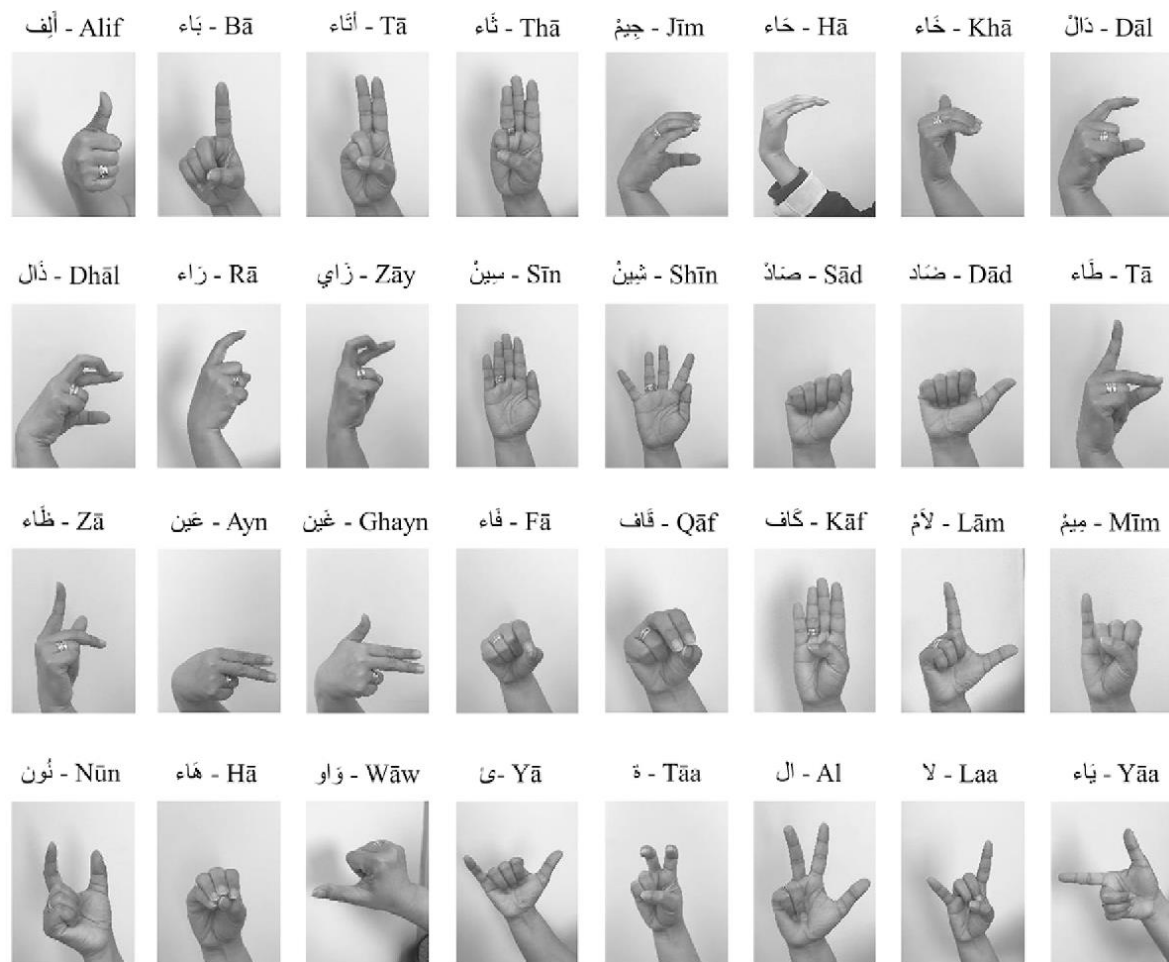 أَلِف - Alif بَاء - Bā أتَاء - Tā ثَاء - Thā جِيمْ - Jīm حَاء - Hā خَاء - Khā دَالْ - Dāl
ذَال - Dhāl رَاء - Rā زَاي - Zāy سِينْ - Sīn شِينْ - Shīn صَادْ - Sād ضَاد - Dād طَاء - Tā
ظَاء - Zā عَين - Ayn غَين - Ghayn فَاء - Fā قَاف - Qāf كَاف - Kāf لَامْ - Lām مِيمْ - Mīm
نُون - Nūn هَاء - Hā وَاو - Wāw ئ - Yā ة - Tāa ال - Al لا - Laa يَاء - Yāa